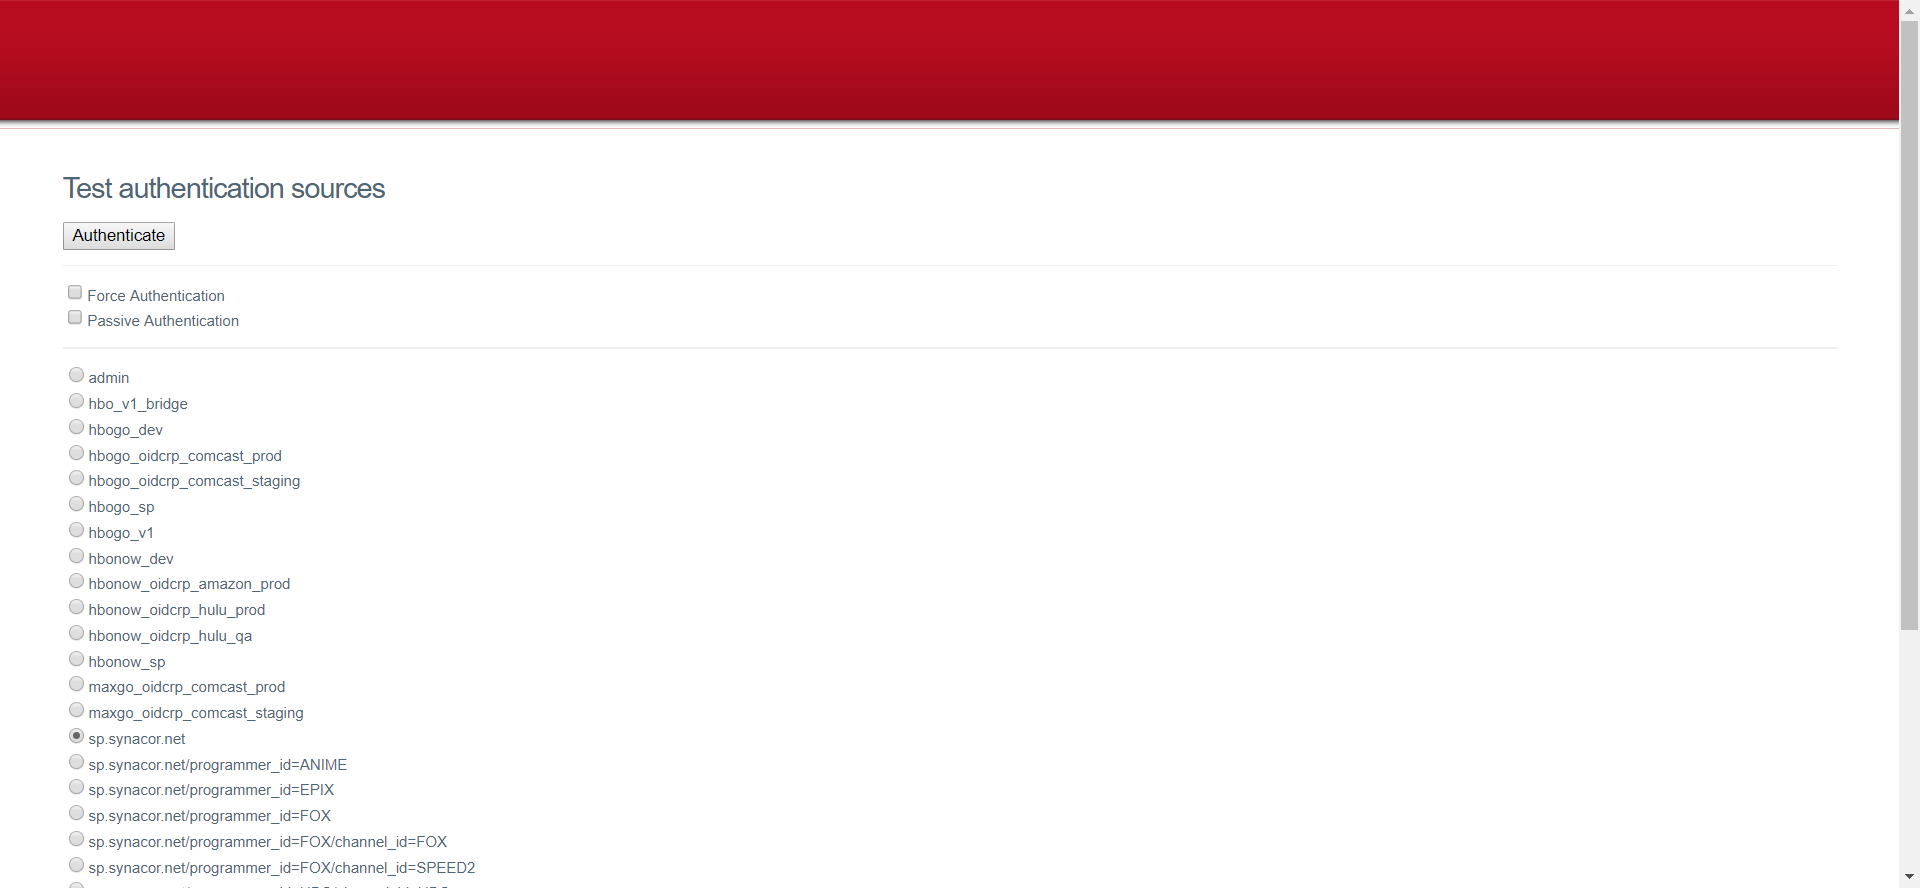 Test authentication sources
Authenticate
Force Authentication
Passive Authentication
admin
hbo_v1_bridge
hbogo_dev
hbogo_oidcrp_comcast_prod
hbogo_oidcrp_comcast_staging
hbogo_sp
hbogo_v1
hbonow_dev
hbonow_oidcrp_amazon_prod
hbonow_oidcrp_hulu_prod
hbonow_oidcrp_hulu_qa
hbonow_sp
maxgo_oidcrp_comcast_prod
maxgo_oidcrp_comcast_staging
sp.synacor.net
sp.synacor.net/programmer_id=ANIME
sp.synacor.net/programmer_id=EPIX
sp.synacor.net/programmer_id=FOX
sp.synacor.net/programmer_id=FOX/channel_id=FOX
sp.synacor.net/programmer_id=FOX/channel_id=SPEED2